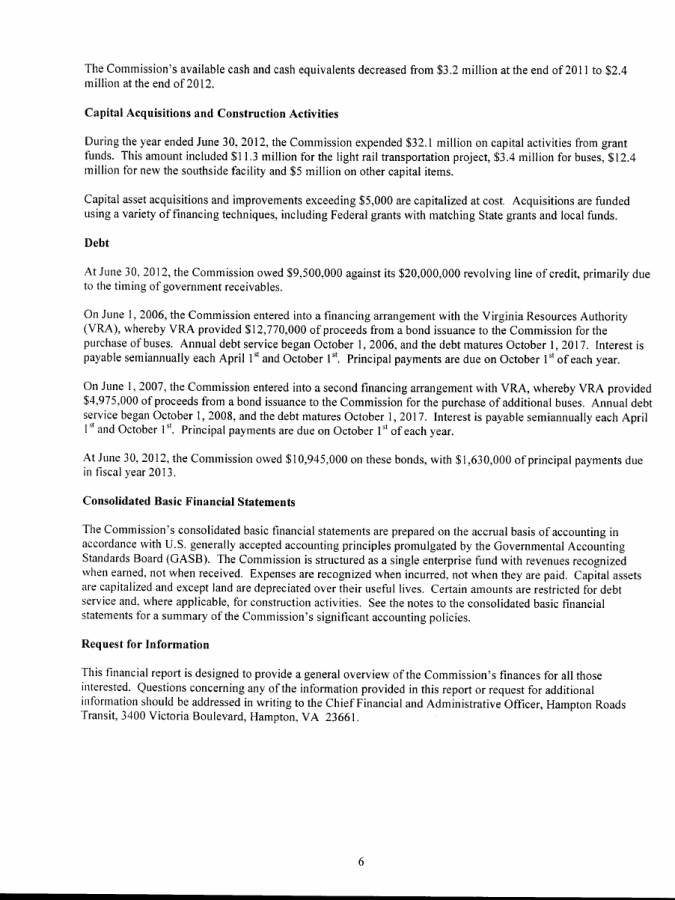 The Commission's available cash and cash equivalents decreased from $3.2 million at the end of 2011 to $2.4
million at the end of 2012.
Capital Acquisitions and Construction Activities
During the year ended June 30, 2012, the Commission expended $32.1 million on capital activities from grant
funds. This amount included $11.3 million for the light rail transportation project, $3.4 million for buses, $12.4
million for new the southside facility and $5 million on other capital items.
Capital asset acquisitions and improvements exceeding $5,000 are capitalized at cost. Acquisitions are funded
using a variety of financing techniques, including Federal grants with matching State grants and local funds.
Debt
At June 30, 2012, the Commission owed $9,500,000 against its $20,000,000 revolving line of credit, primarily due
to the timing of government receivables.
On June 1, 2006, the Commission entered into a financing arrangement with the Virginia Resources Authority
(VRA), whereby VRA provided $12,770,000 of proceeds from a bond issuance to the Commission for the
purchase of buses. Annual debt service began October 1, 2006, and the debt matures October 1, 2017. Interest is
payable semiannually each April 1st and October 1st. Principal payments are due on October 1st of each year.
On June 1, 2007, the Commission entered into a second financing arrangement with VRA, whereby VRA provided
$4,975,000 of proceeds from a bond issuance to the Commission for the purchase of additional buses. Annual debt
service began October 1, 2008, and the debt matures October 1, 2017. Interest is payable semiannually each April
1st and October 1st. Principal payments are due on October 1st of each year.
At June 30, 2012, the Commission owed $10,945,000 on these bonds, with $1,630,000 of principal payments due
in fiscal year 2013.
Consolidated Basic Financial Statements
The Commission's consolidated basic financial statements are prepared on the accrual basis of accounting in
accordance with U.S. generally accepted accounting principles promulgated by the Governmental Accounting
Standards Board (GASB). The Commission is structured as a single enterprise fund with revenues recognized
when earned, not when received. Expenses are recognized when incurred, not when they are paid. Capital assets
are capitalized and except land are depreciated over their useful lives. Certain amounts are restricted for debt
service and, where applicable, for construction activities. See the notes to the consolidated basic financial
statements for a summary of the Commission's significant accounting policies.
Request for Information
This financial report is designed to provide a general overview of the Commission's finances for all those
interested. Questions concerning any of the information provided in this report or request for additional
information should be addressed in writing to the Chief Financial and Administrative Officer, Hampton Roads
Transit, 3400 Victoria Boulevard, Hampton, VA 23661.
6